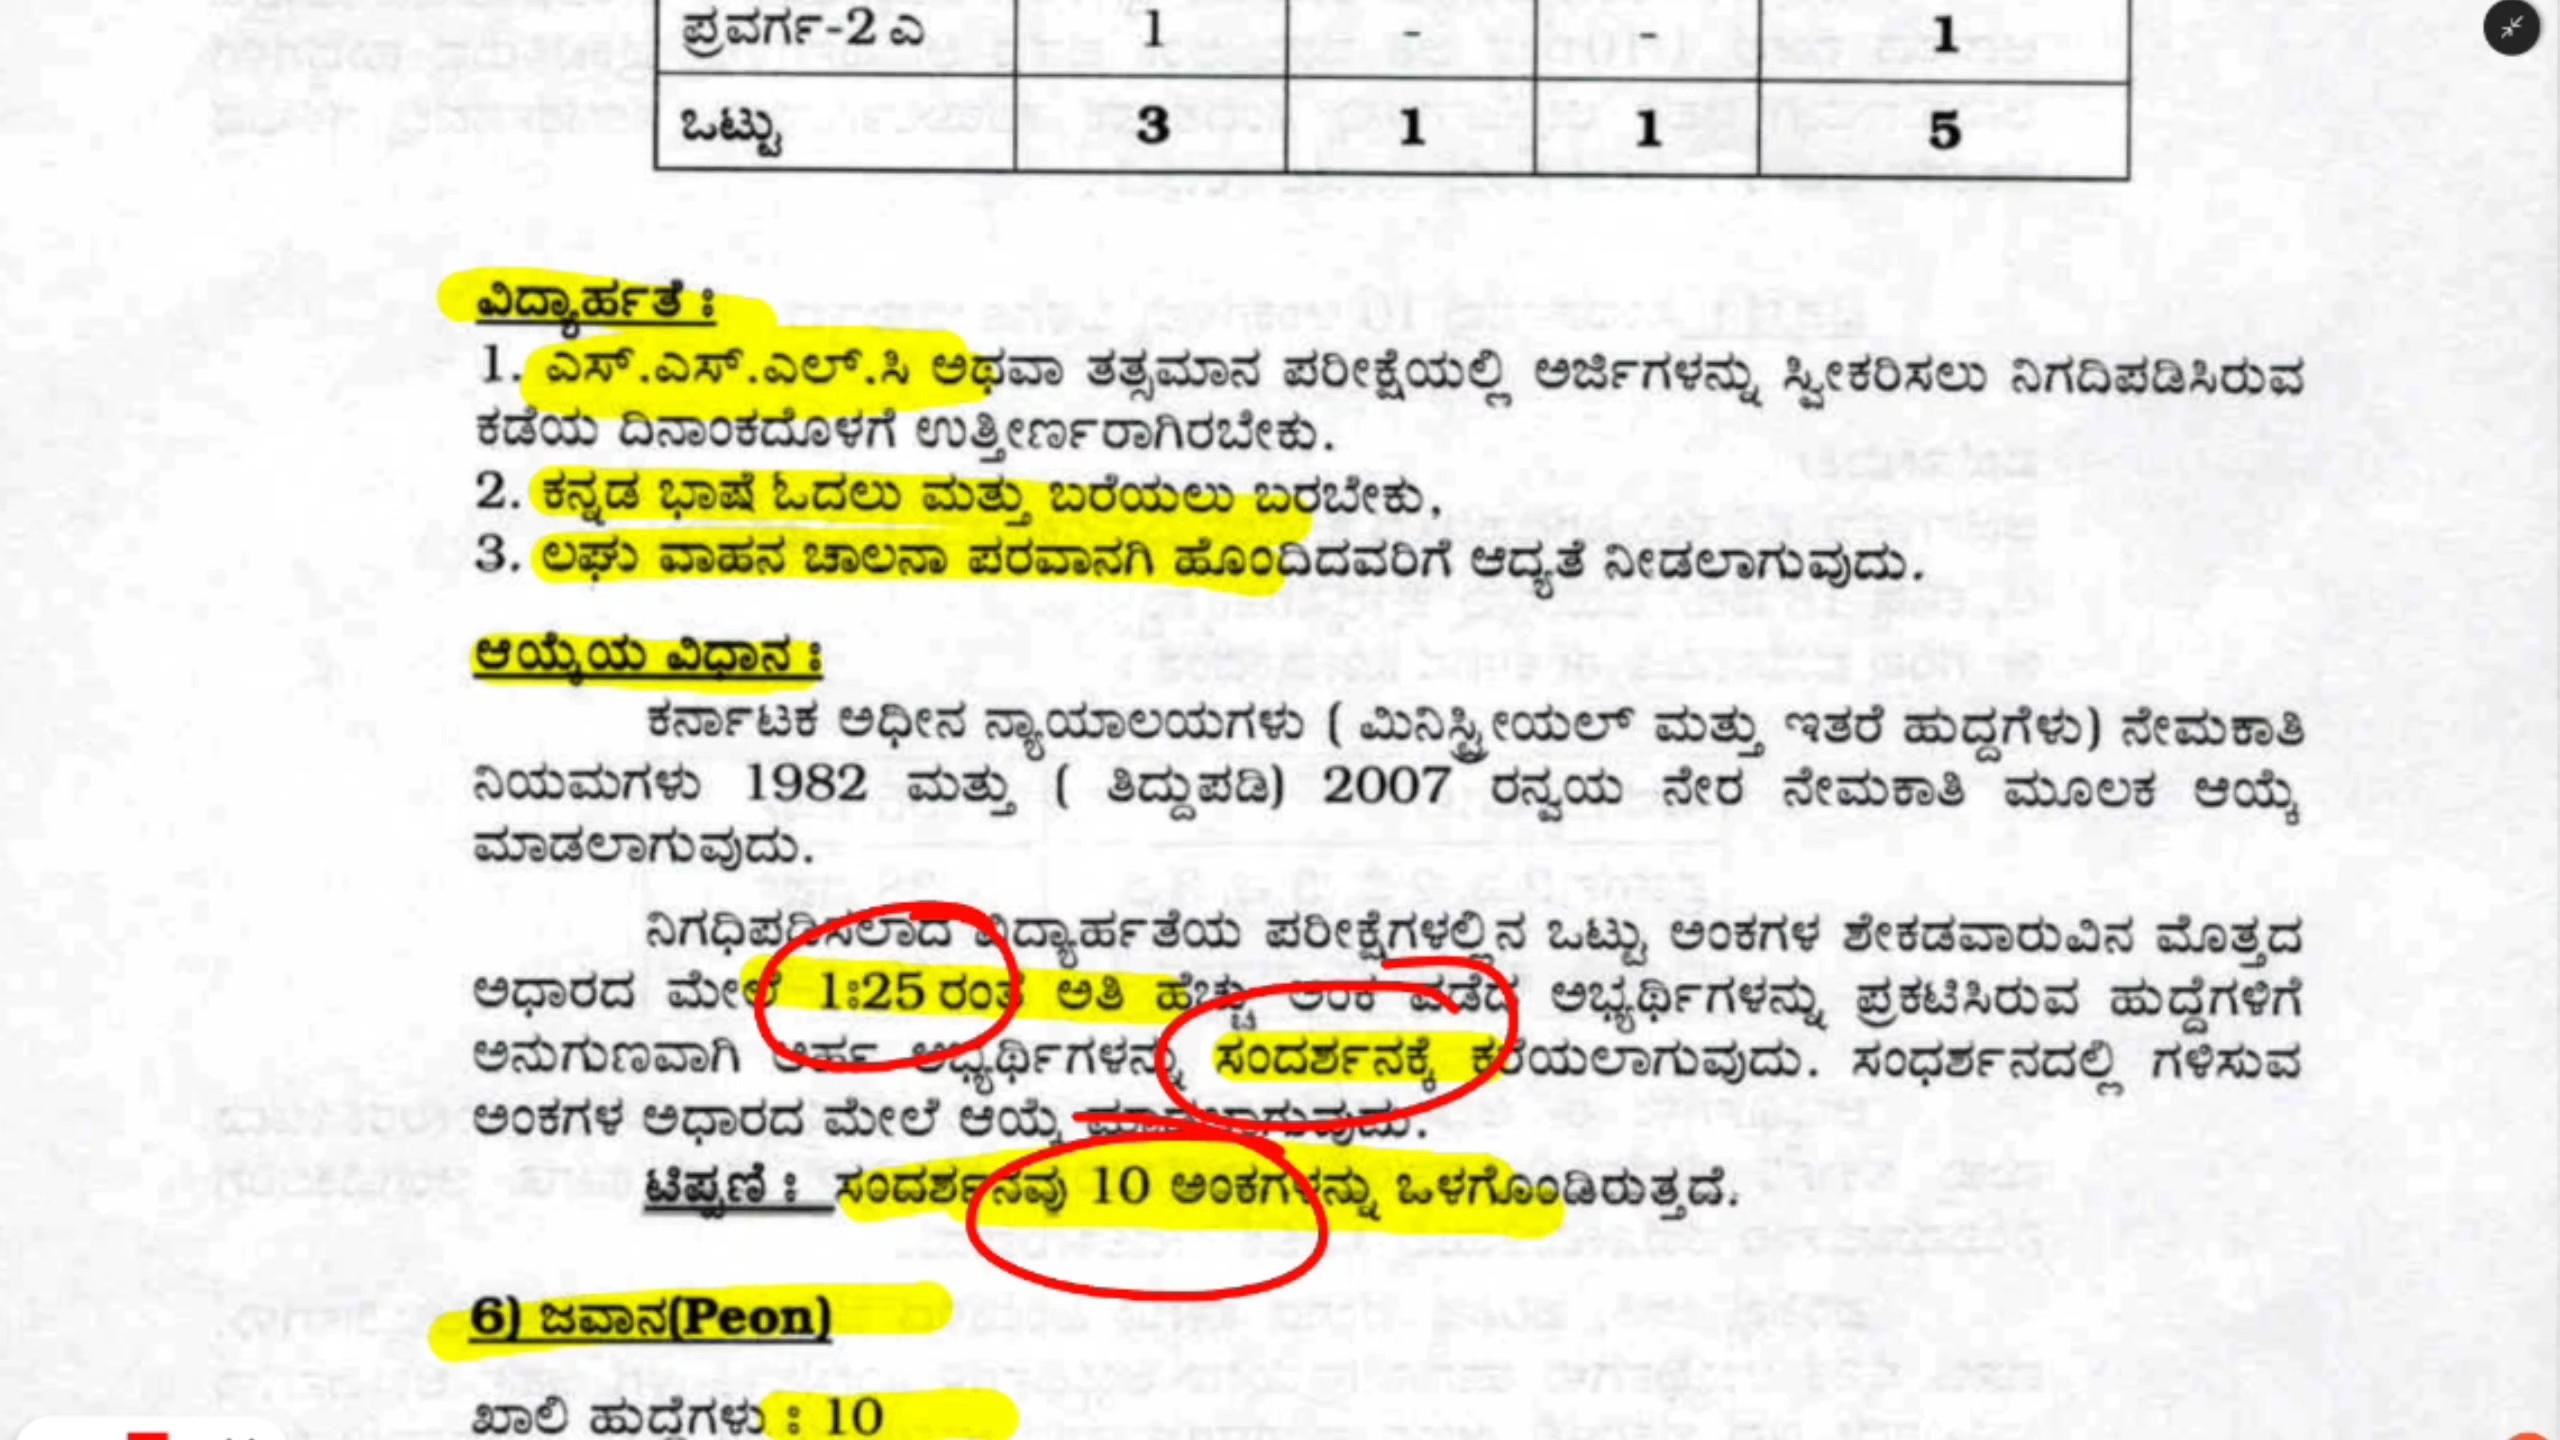 ಪ್ರವರ್ಗ-2 ಎ 1 - - 1
ಒಟ್ಟು 3 1 1 5
ವಿದ್ಯಾರ್ಹತೆ :
1. ಎಸ್.ಎಸ್.ಎಲ್.ಸಿ ಅಥವಾ ತತ್ಸಮಾನ ಪರೀಕ್ಷೆಯಲ್ಲಿ ಅರ್ಜಿಗಳನ್ನು ಸ್ವೀಕರಿಸಲು ನಿಗದಿಪಡಿಸಿರುವ
ಕಡೆಯ ದಿನಾಂಕದೊಳಗೆ ಉತ್ತೀರ್ಣರಾಗಿರಬೇಕು.
2. ಕನ್ನಡ ಭಾಷೆ ಓದಲು ಮತ್ತು ಬರೆಯಲು ಬರಬೇಕು,
3. ಲಘು ವಾಹನ ಚಾಲನಾ ಪರವಾನಗಿ ಹೊಂದಿದವರಿಗೆ ಆದ್ಯತೆ ನೀಡಲಾಗುವುದು.
ಆಯ್ಕೆಯ ವಿಧಾನ :
ಕರ್ನಾಟಕ ಅಧೀನ ನ್ಯಾಯಾಲಯಗಳು ( ಮಿನಿಸ್ಟ್ರೀಯಲ್ ಮತ್ತು ಇತರೆ ಹುದ್ದಗೆಳು) ನೇಮಕಾತಿ
ನಿಯಮಗಳು 1982 ಮತ್ತು ( ತಿದ್ದುಪಡಿ) 2007 ರನ್ವಯ ನೇರ ನೇಮಕಾತಿ ಮೂಲಕ ಆಯ್ಕೆ
ಮಾಡಲಾಗುವುದು.
ನಿಗಧಿಪಡಿಸಲಾದ ವಿದ್ಯಾರ್ಹತೆಯ ಪರೀಕ್ಷೆಗಳಲ್ಲಿನ ಒಟ್ಟು ಅಂಕಗಳ ಶೇಕಡವಾರುವಿನ ಮೊತ್ತದ
ಅಧಾರದ ಮೇಲೆ 1:25 ರಂತೆ ಅತಿ ಹೆಚ್ಚು ಅಂಕ ಪಡೆದ ಅಭ್ಯರ್ಥಿಗಳನ್ನು ಪ್ರಕಟಿಸಿರುವ ಹುದ್ದೆಗಳಿಗೆ
ಅನುಗುಣವಾಗಿ ಅರ್ಹ ಅಭ್ಯರ್ಥಿಗಳನ್ನು ಸಂದರ್ಶನಕ್ಕೆ ಕರೆಯಲಾಗುವುದು. ಸಂಧರ್ಶನದಲ್ಲಿ ಗಳಿಸುವ
ಅಂಕಗಳ ಅಧಾರದ ಮೇಲೆ ಆಯ್ಕೆ ಮಾಡಲಾಗುವುದು.
ಟಿಪ್ಪಣಿ : ಸಂದರ್ಶನವು 10 ಅಂಕಗಳನ್ನು ಒಳಗೊಂಡಿರುತ್ತದೆ.
6) ಜವಾನ(Peon)
ಖಾಲಿ ಹುದ್ದೆಗಳು : 10